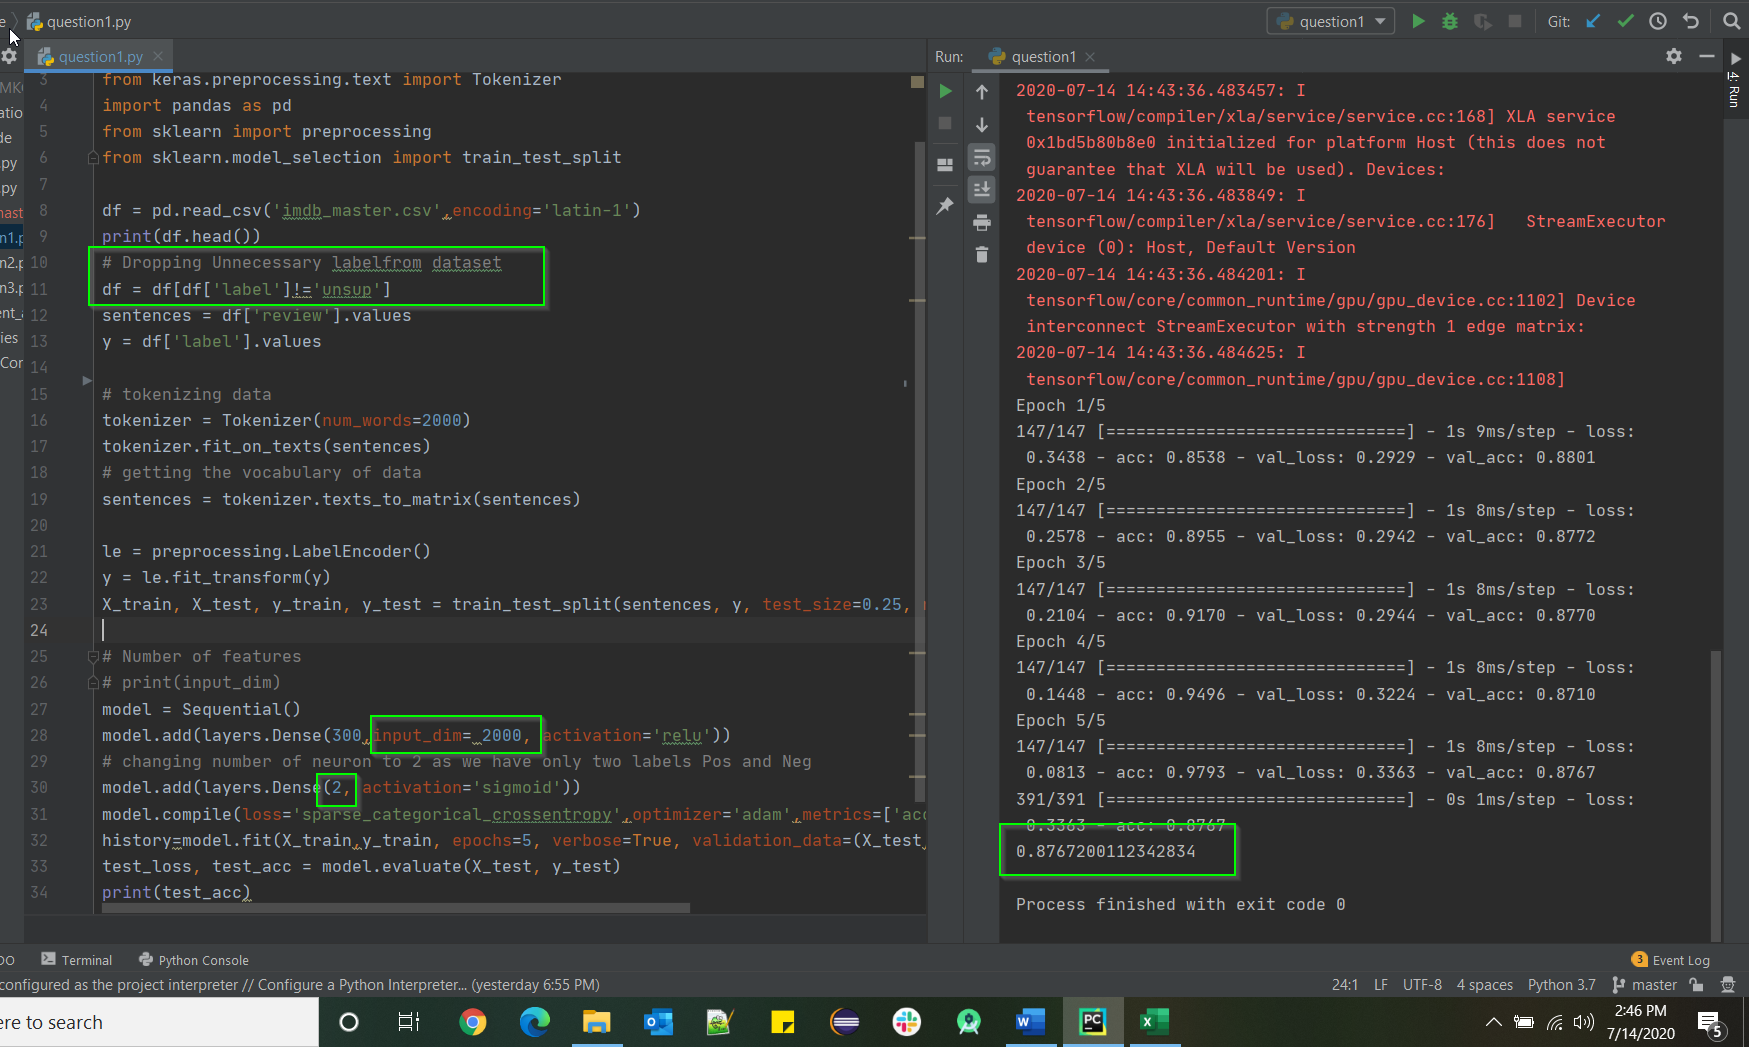 e question1.py
question1
Git:
question1.py
Run: question1
4: Run
3 from keras.preprocessing.text import Tokenizer
4 import pandas as pd
5 from sklearn import preprocessing
6 from sklearn.model_selection import train_test_split
7
8 df = pd.read_csv('imdb_master.csv',encoding='latin-1')
9 print(df.head())
10 # Dropping Unnecessary labelfrom dataset
11 df = df[df['label']!='unsup']
12 sentences = df['review'].values
13 y = df['label'].values
14
15 # tokenizing data
16 tokenizer = Tokenizer(num_words=2000)
17 tokenizer.fit_on_texts(sentences)
18 # getting the vocabulary of data
19 sentences = tokenizer.texts_to_matrix(sentences)
20
21 le = preprocessing.LabelEncoder()
22 y = le.fit_transform(y)
23 X_train, X_test, y_train, y_test = train_test_split(sentences, y, test_size=0.25,
24
25 # Number of features
26 # print(input_dim)
27 model = Sequential()
28 model.add(layers.Dense(300,input_dim= 2000, activation='relu'))
29 # changing number of neuron to 2 as we have only two labels Pos and Neg
30 model.add(layers.Dense(2, activation='sigmoid'))
31 model.compile(loss='sparse_categorical_crossentropy',optimizer='adam',metrics=['acc
32 history=model.fit(X_train,y_train, epochs=5, verbose=True, validation_data=(X_test,
33 test_loss, test_acc = model.evaluate(X_test, y_test)
34 print(test_acc)
2020-07-14 14:43:36.483457: I
tensorflow/compiler/xla/service/service.cc:168] XLA service
0x1bd5b80b8e0 initialized for platform Host (this does not
guarantee that XLA will be used). Devices:
2020-07-14 14:43:36.483849: I
tensorflow/compiler/xla/service/service.cc:176] StreamExecutor
device (0): Host, Default Version
2020-07-14 14:43:36.484201: I
tensorflow/core/common_runtime/gpu/gpu_device.cc:1102] Device
interconnect StreamExecutor with strength 1 edge matrix:
2020-07-14 14:43:36.484625: I
tensorflow/core/common_runtime/gpu/gpu_device.cc:1108]
Epoch 1/5
147/147 [==============================] - 1s 9ms/step - loss:
0.3438 - acc: 0.8538 - val_loss: 0.2929 - val_acc: 0.8801
Epoch 2/5
147/147 [==============================] - 1s 8ms/step - loss:
0.2578 - acc: 0.8955 - val_loss: 0.2942 - val_acc: 0.8772
Epoch 3/5
147/147 [==============================] - 1s 8ms/step - loss:
0.2104 - acc: 0.9170 - val_loss: 0.2944 - val_acc: 0.8770
Epoch 4/5
147/147 [==============================] - 1s 8ms/step - loss:
0.1448 - acc: 0.9496 - val_loss: 0.3224 - val_acc: 0.8710
Epoch 5/5
147/147 [==============================] - 1s 8ms/step - loss:
0.0813 - acc: 0.9793 - val_loss: 0.3363 - val_acc: 0.8767
391/391 [==============================] - 0s 1ms/step - loss:
0.3363 - acc: 0.8767
0.8767200112342834
Process finished with exit code 0
DO Terminal Python Console
3 Event Log
configured as the project interpreter // Configure a Python Interpreter... (yesterday 6:55 PM)
24:1 LF UTF-8 4 spaces Python 3.7 master
ere to search
2:46 PM
7/14/2020
5